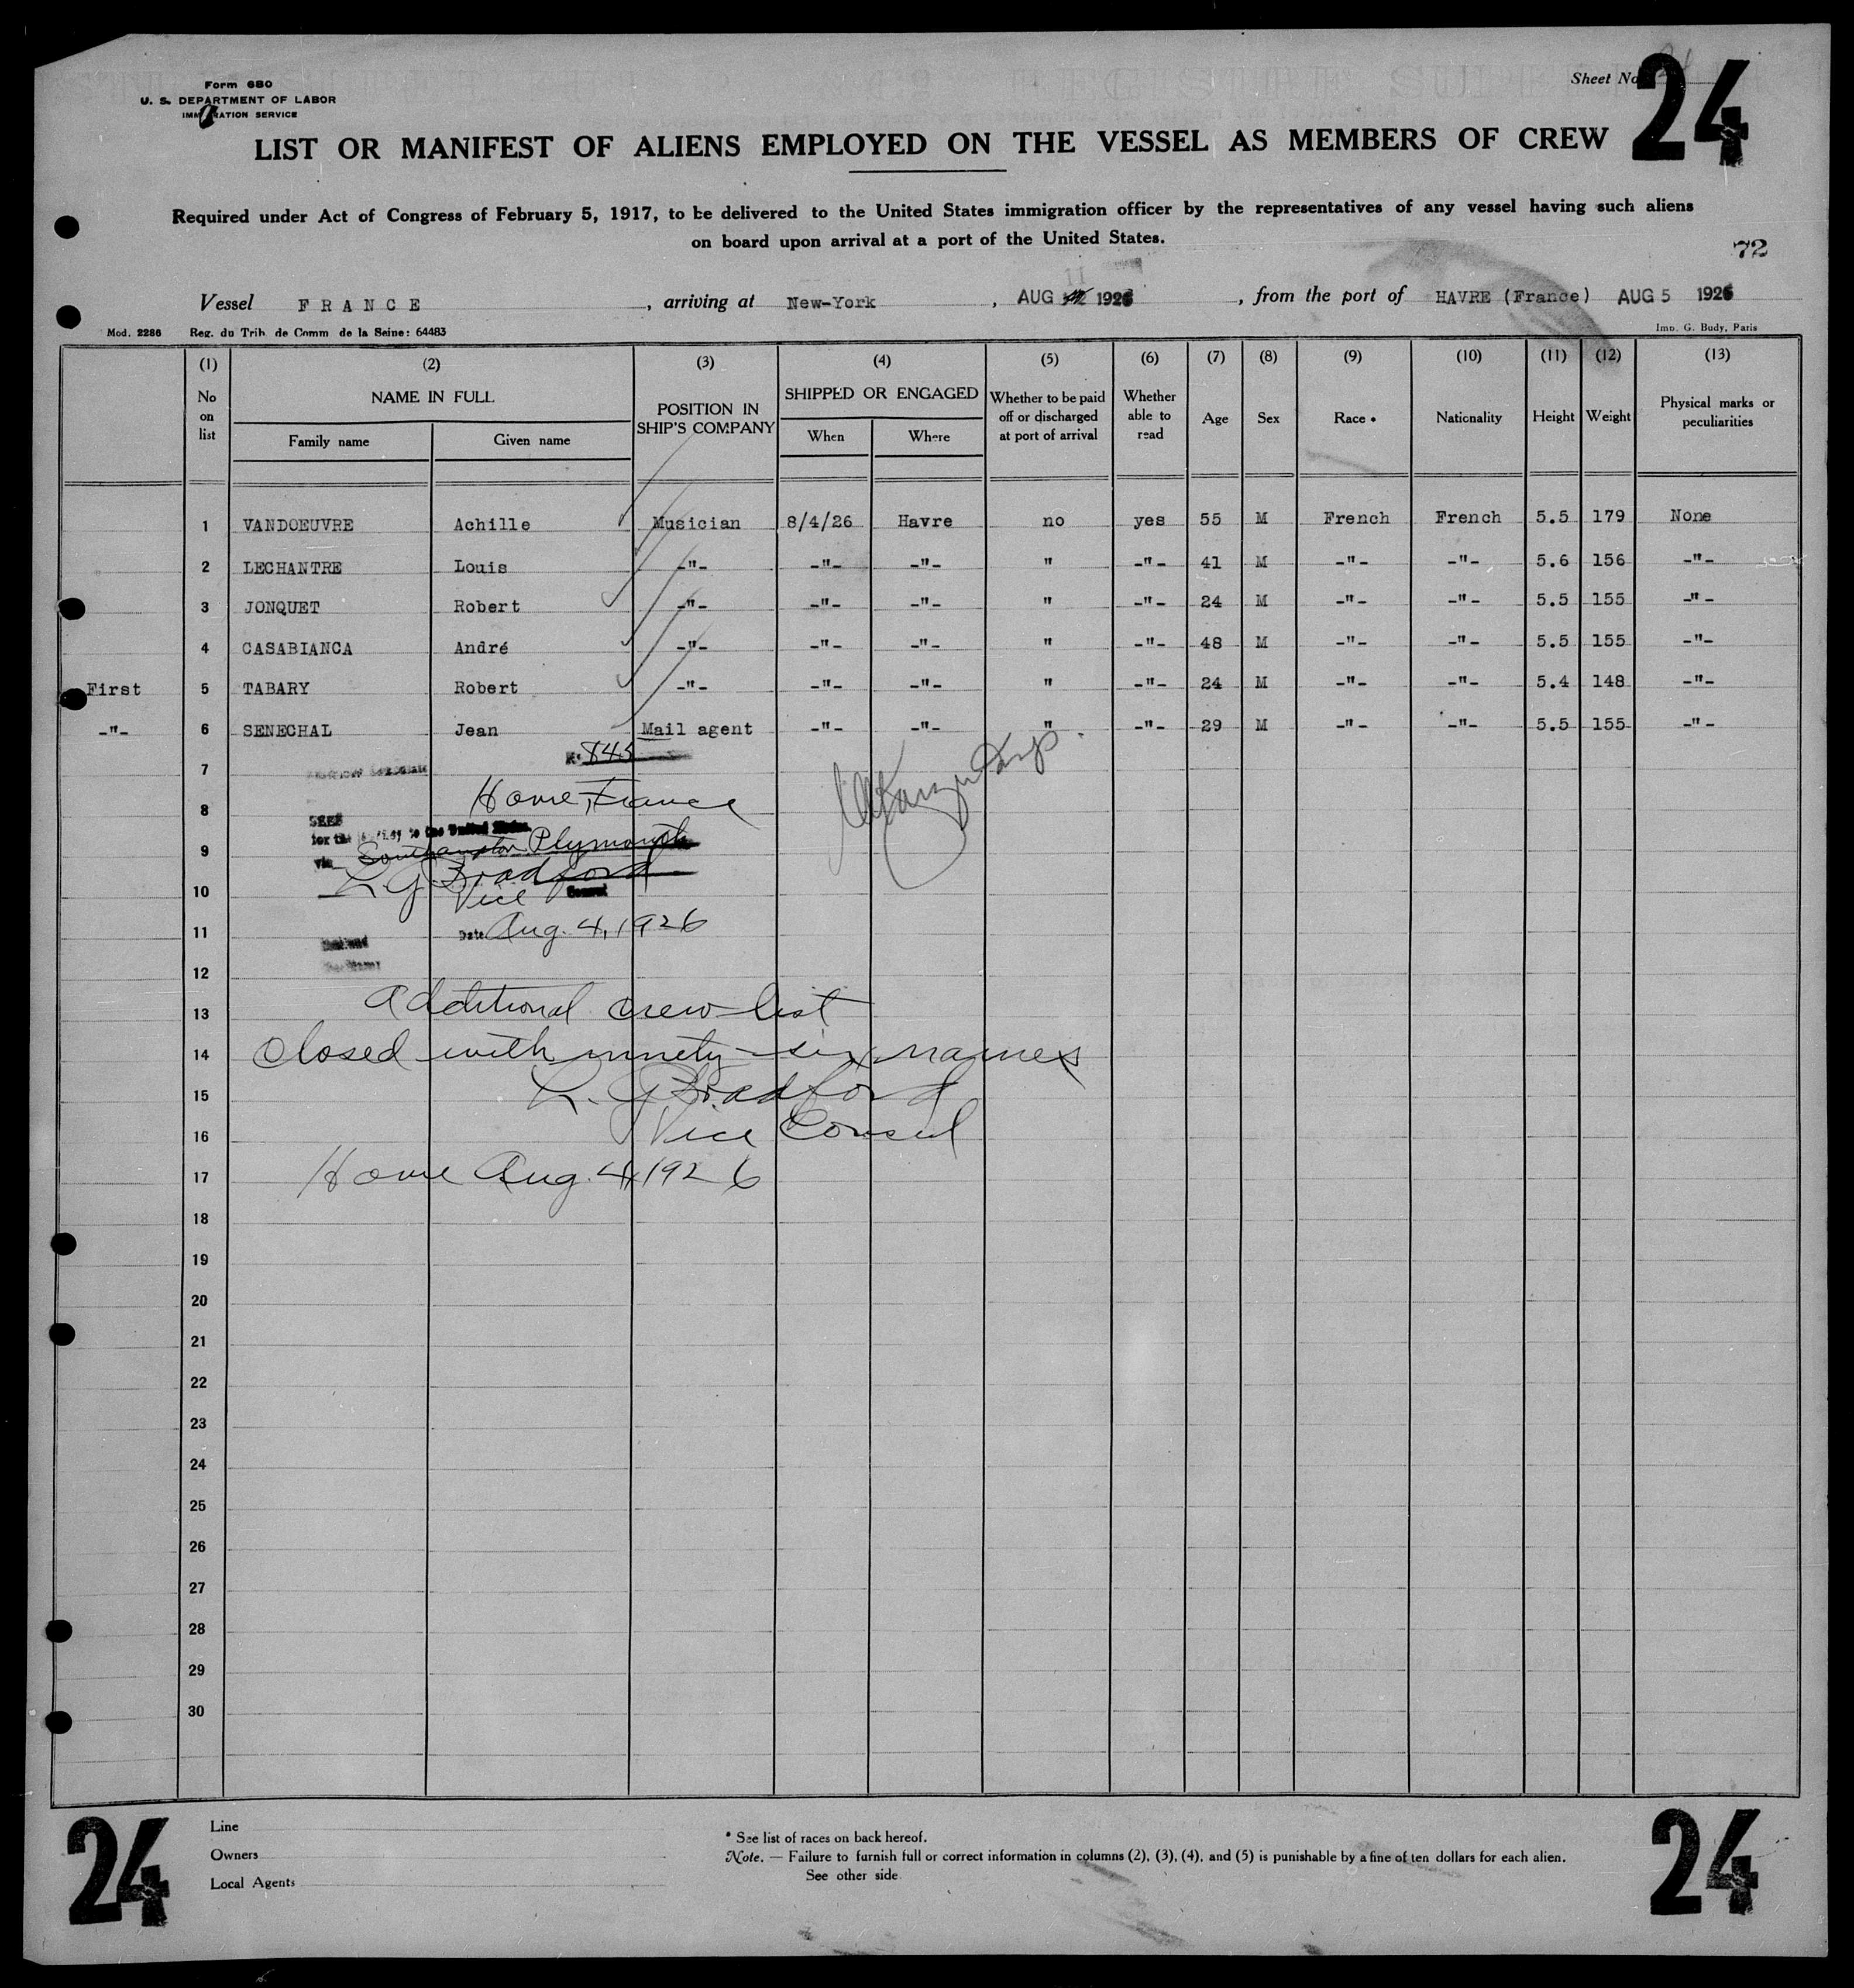 Form 680
U. S. DEPARTMENT OF LABOR
IMMIGRATION SERVICE
Sheet No. 24
24
LIST OR MANIFEST OF ALIENS EMPLOYED ON THE VESSEL AS MEMBERS OF CREW
Required under Act of Congress of February 5, 1917, to be delivered to the United States immigration officer by the representatives of any vessel having such aliens
on board upon arrival at a port of the United States.
72
Vessel FRANCE, arriving at New-York, AUG 11 1926, from the port of HAVRE (France) AUG 5 1926
Mod. 2286 Reg. du Trib. de Comm. de la Seine: 64483 Imp. G. Budy, Paris
(1) (2) (3) (4) (5) (6) (7) (8) (9) (10) (11) (12) (13)
No on list NAME IN FULL Family name Given name POSITION IN SHIP'S COMPANY SHIPPED OR ENGAGED When Where Whether to be paid off or discharged at port of arrival Whether able to read Age Sex Race * Nationality Height Weight Physical marks or peculiarities
1 VANDOEUVRE Achille Musician 8/4/26 Havre no yes 55 M French French 5.5 179 None
2 LECHANTRE Louis -"- -"- -"- " -"- 41 M -"- -"- 5.6 156 -"-
3 JONQUET Robert -"- -"- -"- " -"- 24 M -"- -"- 5.5 155 -"-
4 CASABIANCA André -"- -"- -"- " -"- 48 M -"- -"- 5.5 155 -"-
First 5 TABARY Robert -"- -"- -"- " -"- 24 M -"- -"- 5.4 148 -"-
-"- 6 SENECHAL Jean Mail agent -"- -"- " -"- 29 M -"- -"- 5.5 155 -"-
845
7
Havre, France
8
SEEN
for the journey to the United States.
9
via Southampton Plymouth
L. G. Bradford
10
Vice Consul
11
Date Aug. 4, 1926
12
Additional crew list
13
14 closed with ninety-six names
15 L. G. Bradford
16 Vice Consul
17 Havre Aug. 4, 1926
18
19
20
21
22
23
24
25
26
27
28
29
30
24
Line
Owners
Local Agents
* See list of races on back hereof.
Note. — Failure to furnish full or correct information in columns (2), (3), (4), and (5) is punishable by a fine of ten dollars for each alien.
See other side.
24